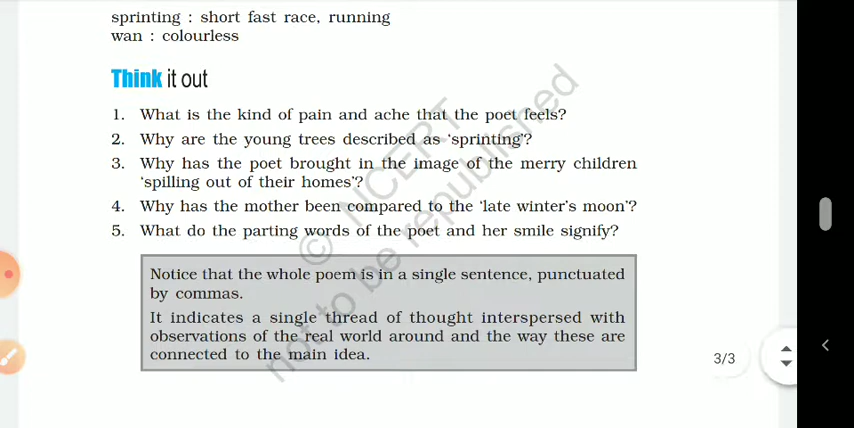 sprinting : short fast race, running
wan : colourless
Think it out
1. What is the kind of pain and ache that the poet feels?
2. Why are the young trees described as ‘sprinting’?
3. Why has the poet brought in the image of the merry children
‘spilling out of their homes’?
4. Why has the mother been compared to the ‘late winter’s moon’?
5. What do the parting words of the poet and her smile signify?
Notice that the whole poem is in a single sentence, punctuated
by commas.
It indicates a single thread of thought interspersed with
observations of the real world around and the way these are
connected to the main idea.
© NCERT
not to be republished
3/3